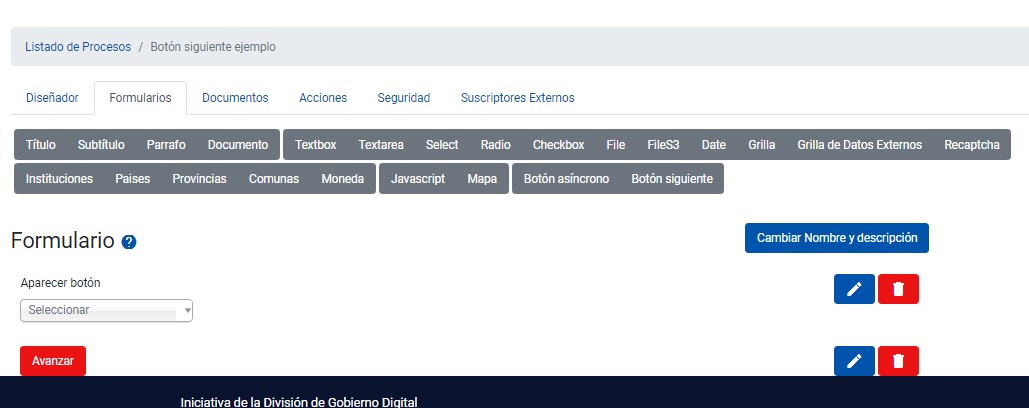 Listado de Procesos / Botón siguiente ejemplo
Diseñador Formularios Documentos Acciones Seguridad Suscriptores Externos
Título Subtítulo Parrafo Documento Textbox Textarea Select Radio Checkbox File FileS3 Date Grilla Grilla de Datos Externos Recaptcha
Instituciones Paises Provincias Comunas Moneda Javascript Mapa Botón asíncrono Botón siguiente
Formulario ?
Cambiar Nombre y descripción
Aparecer botón
Seleccionar
Avanzar
Iniciativa de la División de Gobierno Digital